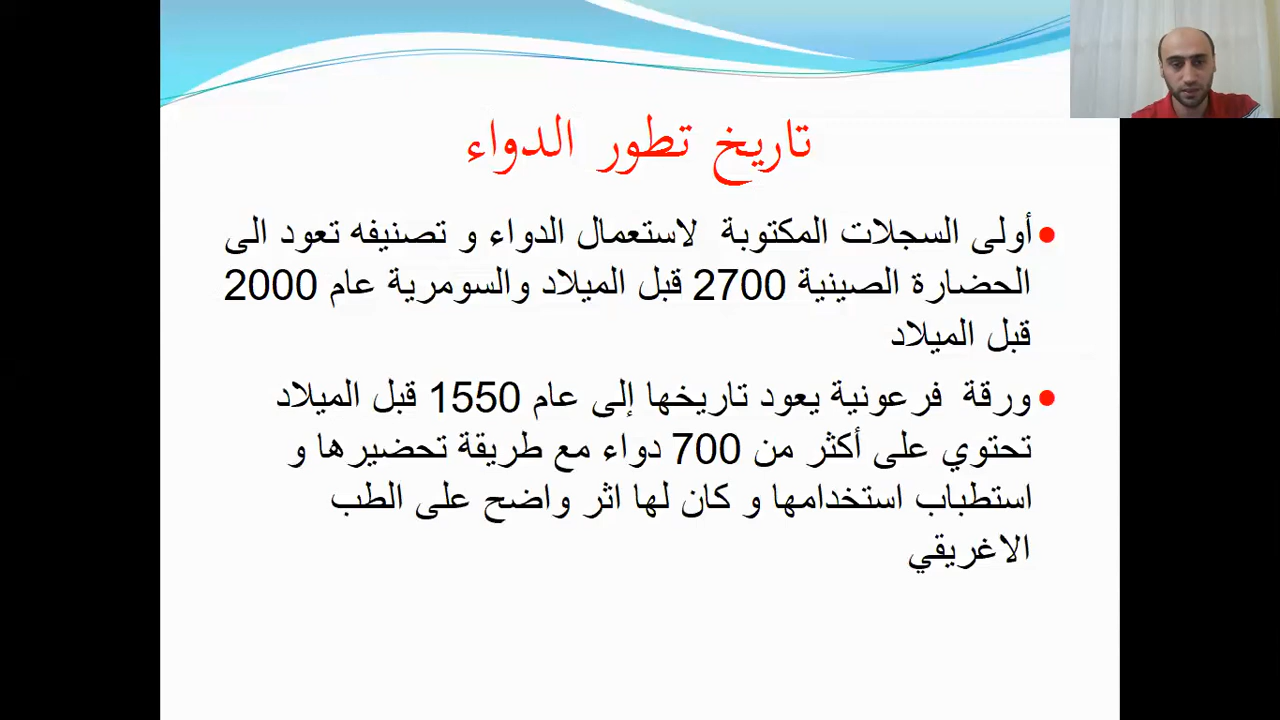 تاريخ تطور الدواء
أولى السجلات المكتوبة لاستعمال الدواء و تصنيفه تعود الى
الحضارة الصينية 2700 قبل الميلاد والسومرية عام 2000
قبل الميلاد
ورقة فرعونية يعود تاريخها إلى عام 1550 قبل الميلاد
تحتوي على أكثر من 700 دواء مع طريقة تحضيرها و
استطباب استخدامها و كان لها اثر واضح على الطب
الاغريقي